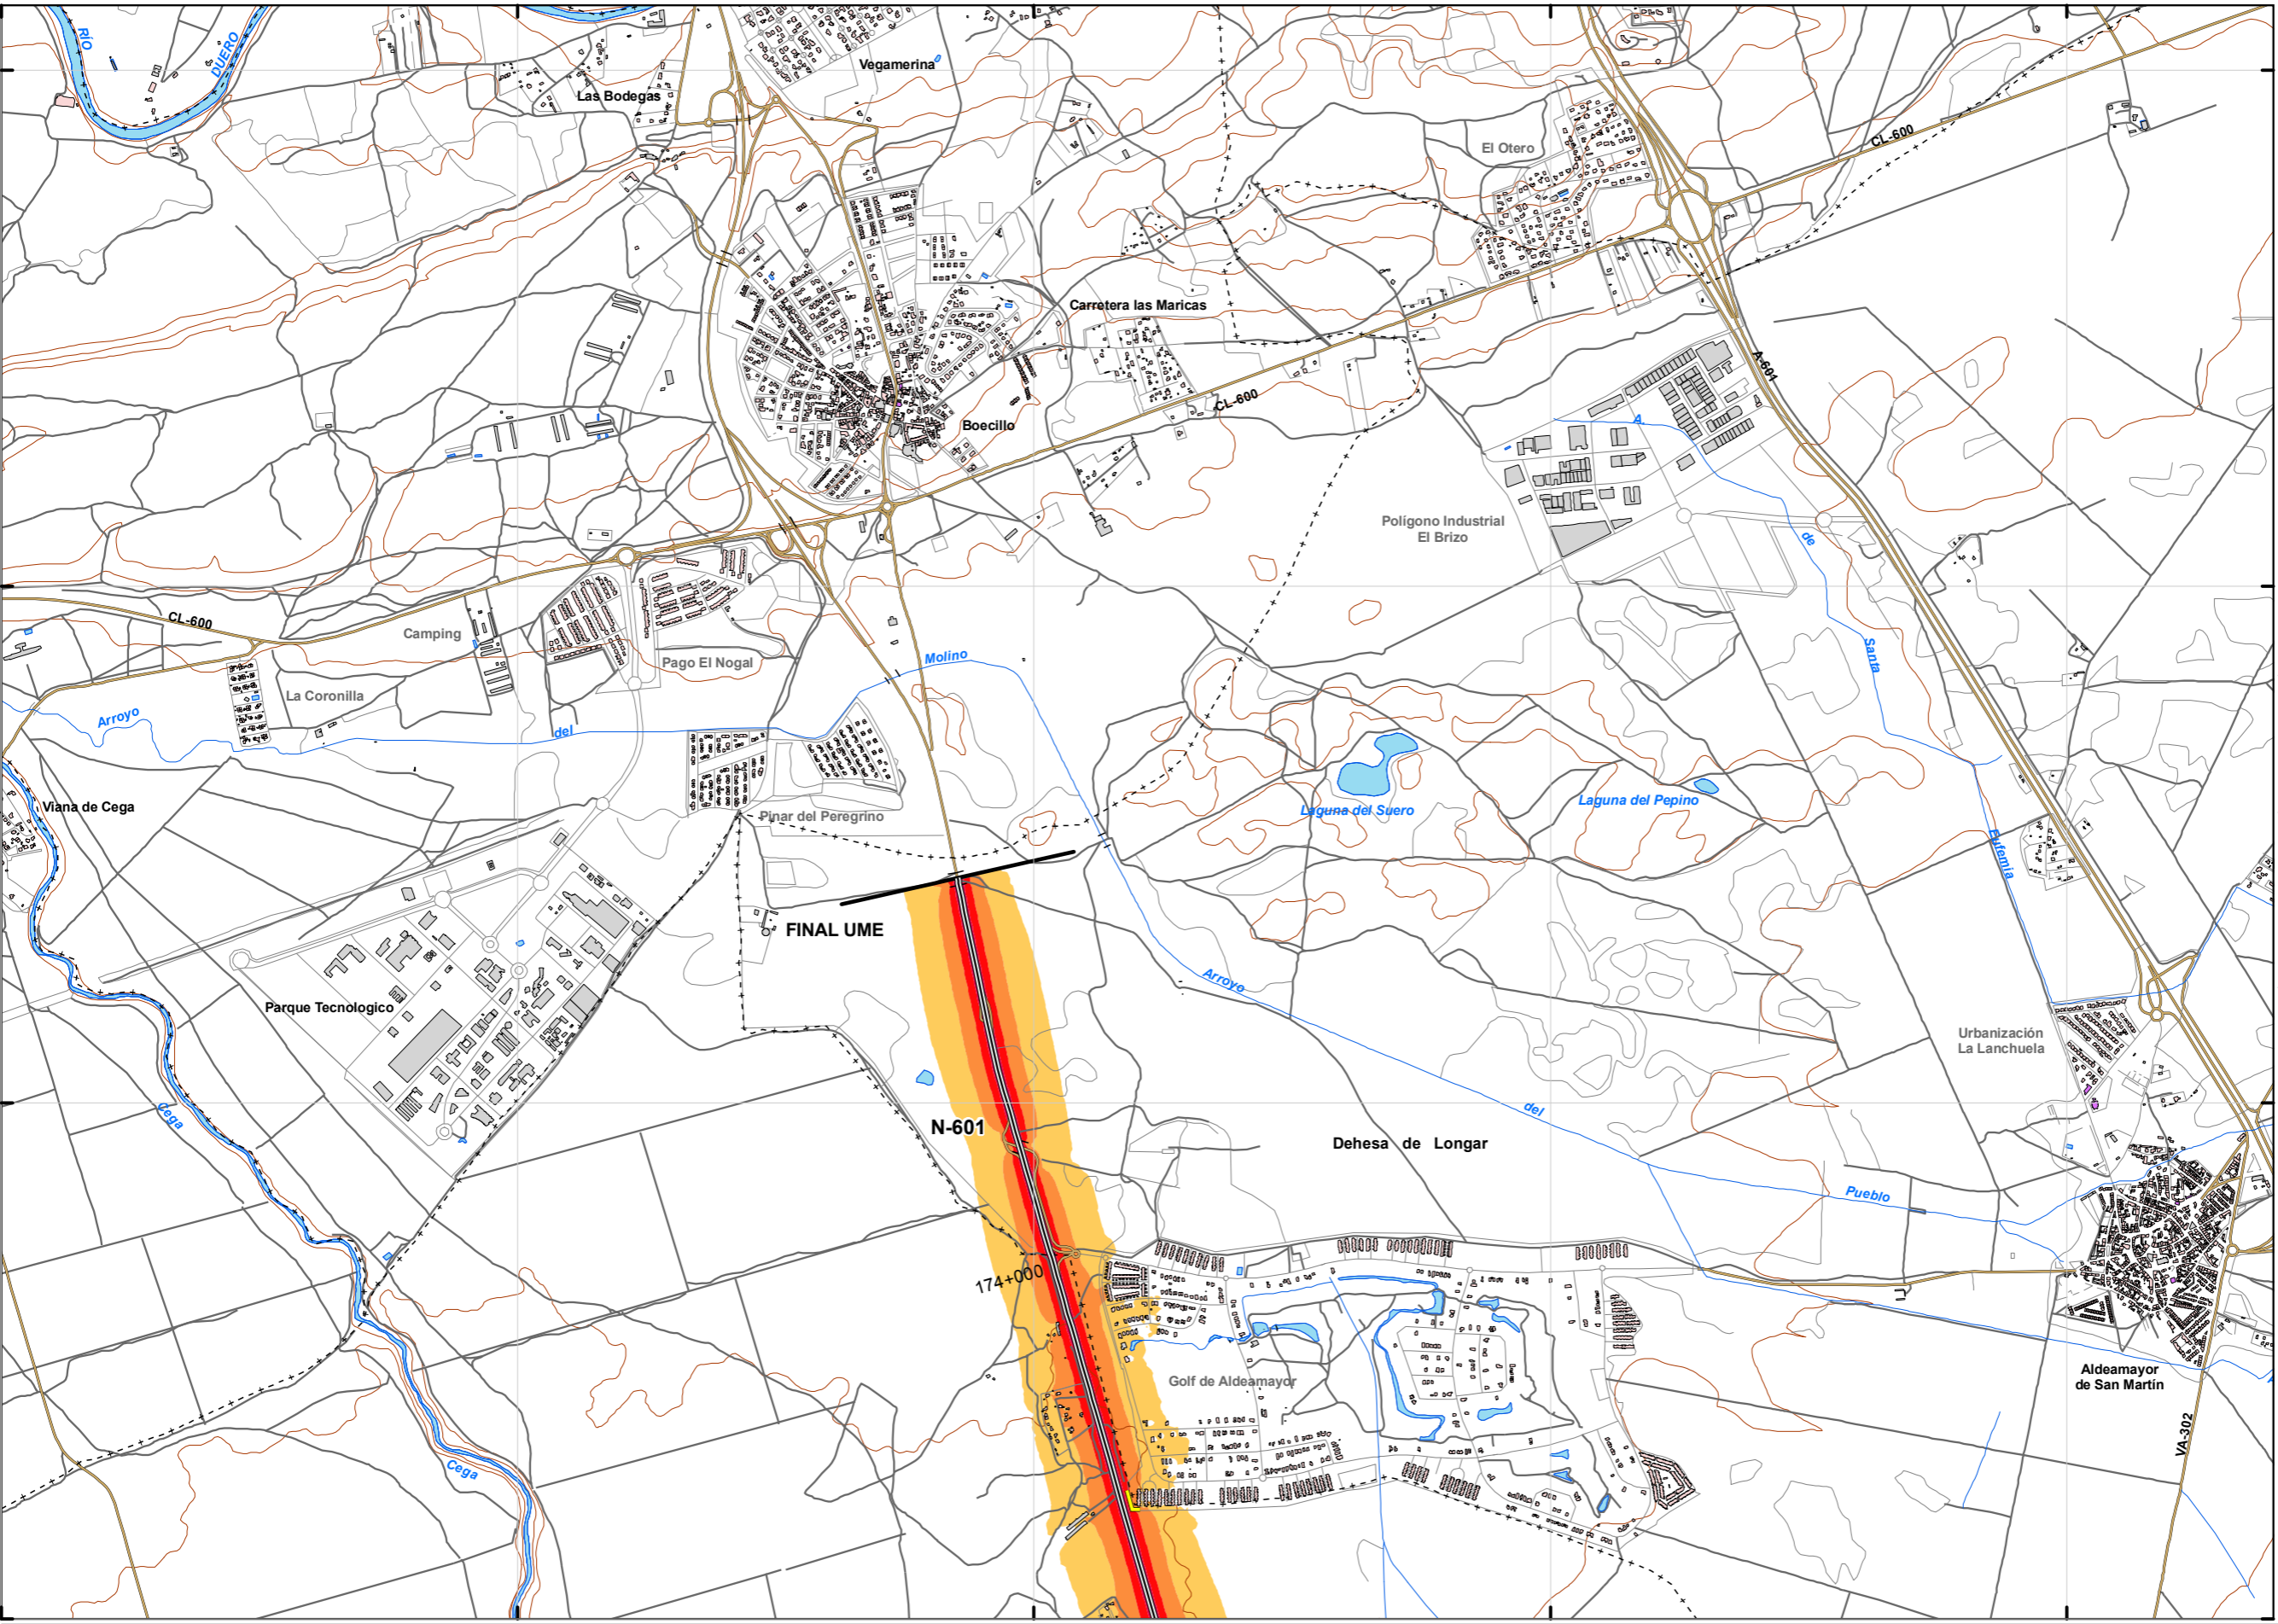 RÍO
DUERO
Las Bodegas
Vegamerina
El Otero
CL-600
Carretera las Maricas
A-601
CL-600
Boecillo
A.
Polígono Industrial
El Brizo
de
CL-600
Camping
Molino
Santa
Pago El Nogal
La Coronilla
Arroyo
del
Viana de Cega
Pinar del Peregrino
Laguna del Suero
Laguna del Pepino
Eufemia
FINAL UME
Arroyo
Parque Tecnologico
Urbanización
La Lanchuela
Cega
N-601
del
Dehesa de Longar
Pueblo
174+000
Golf de Aldeamayor
Aldeamayor
de San Martín
VA-302
Cega